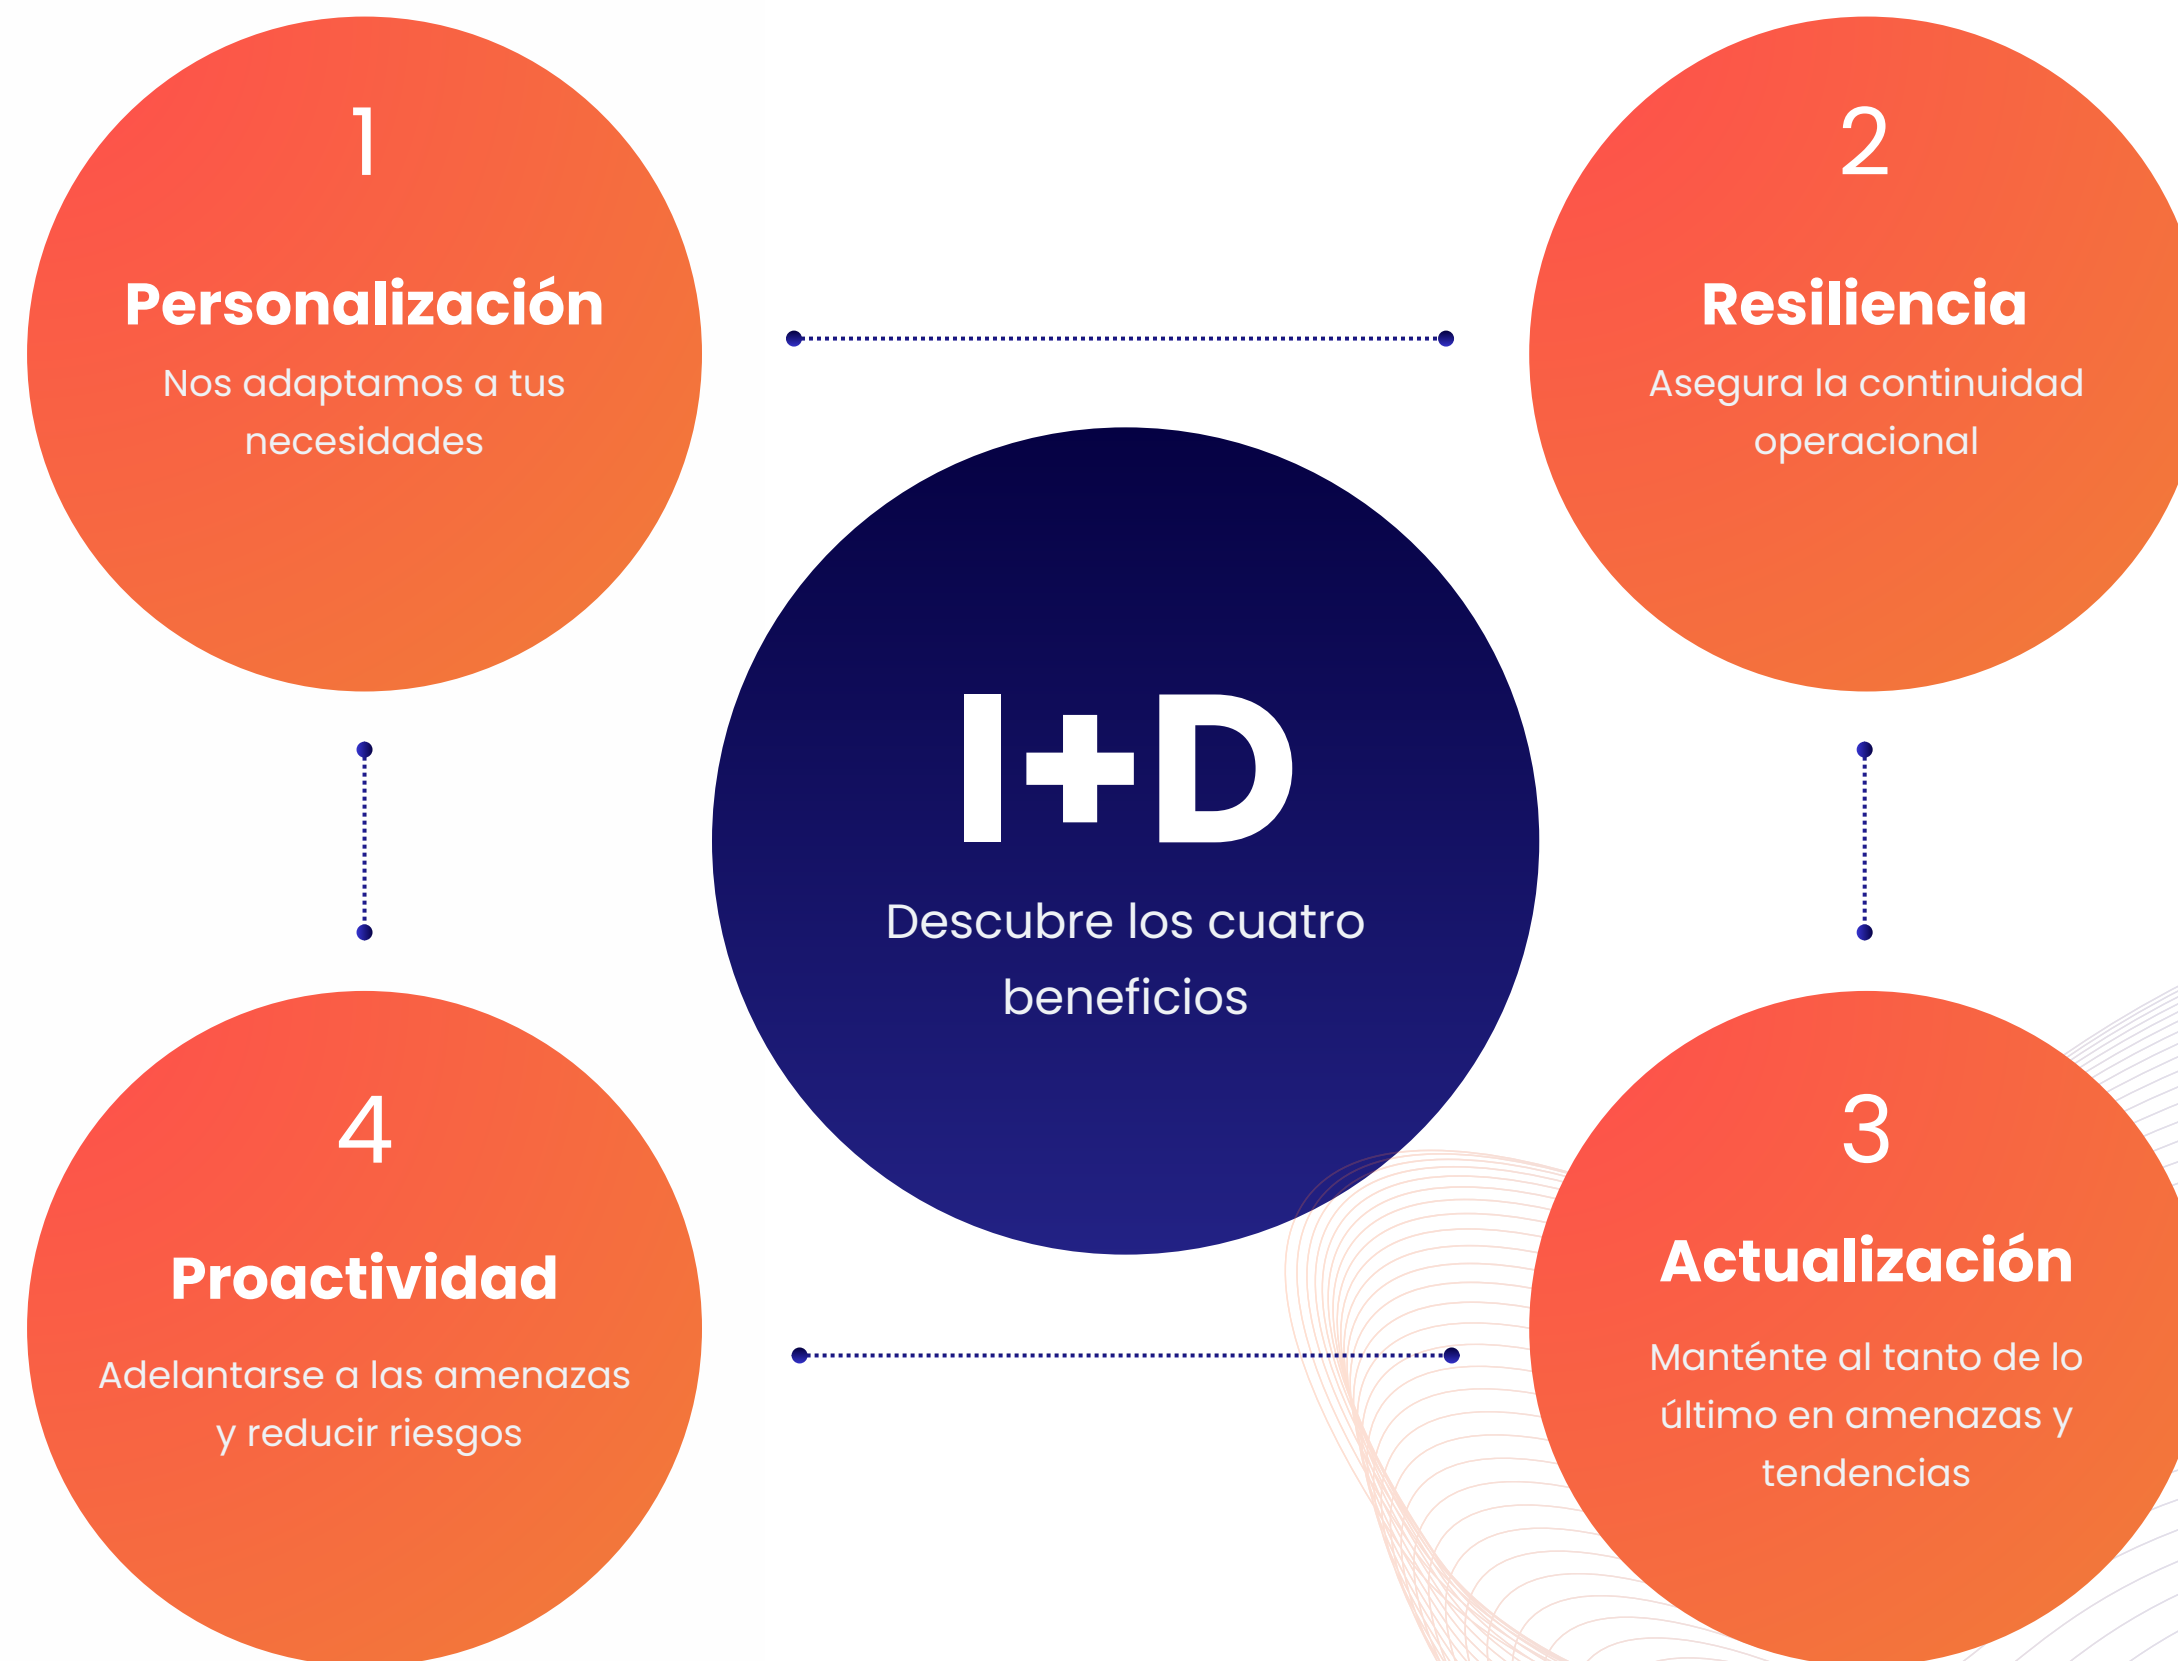 1
Personalización
Nos adaptamos a tus
necesidades
2
Resiliencia
Asegura la continuidad
operacional
I+D
Descubre los cuatro
beneficios
4
Proactividad
Adelantarse a las amenazas
y reducir riesgos
3
Actualización
Manténte al tanto de lo
último en amenazas y
tendencias